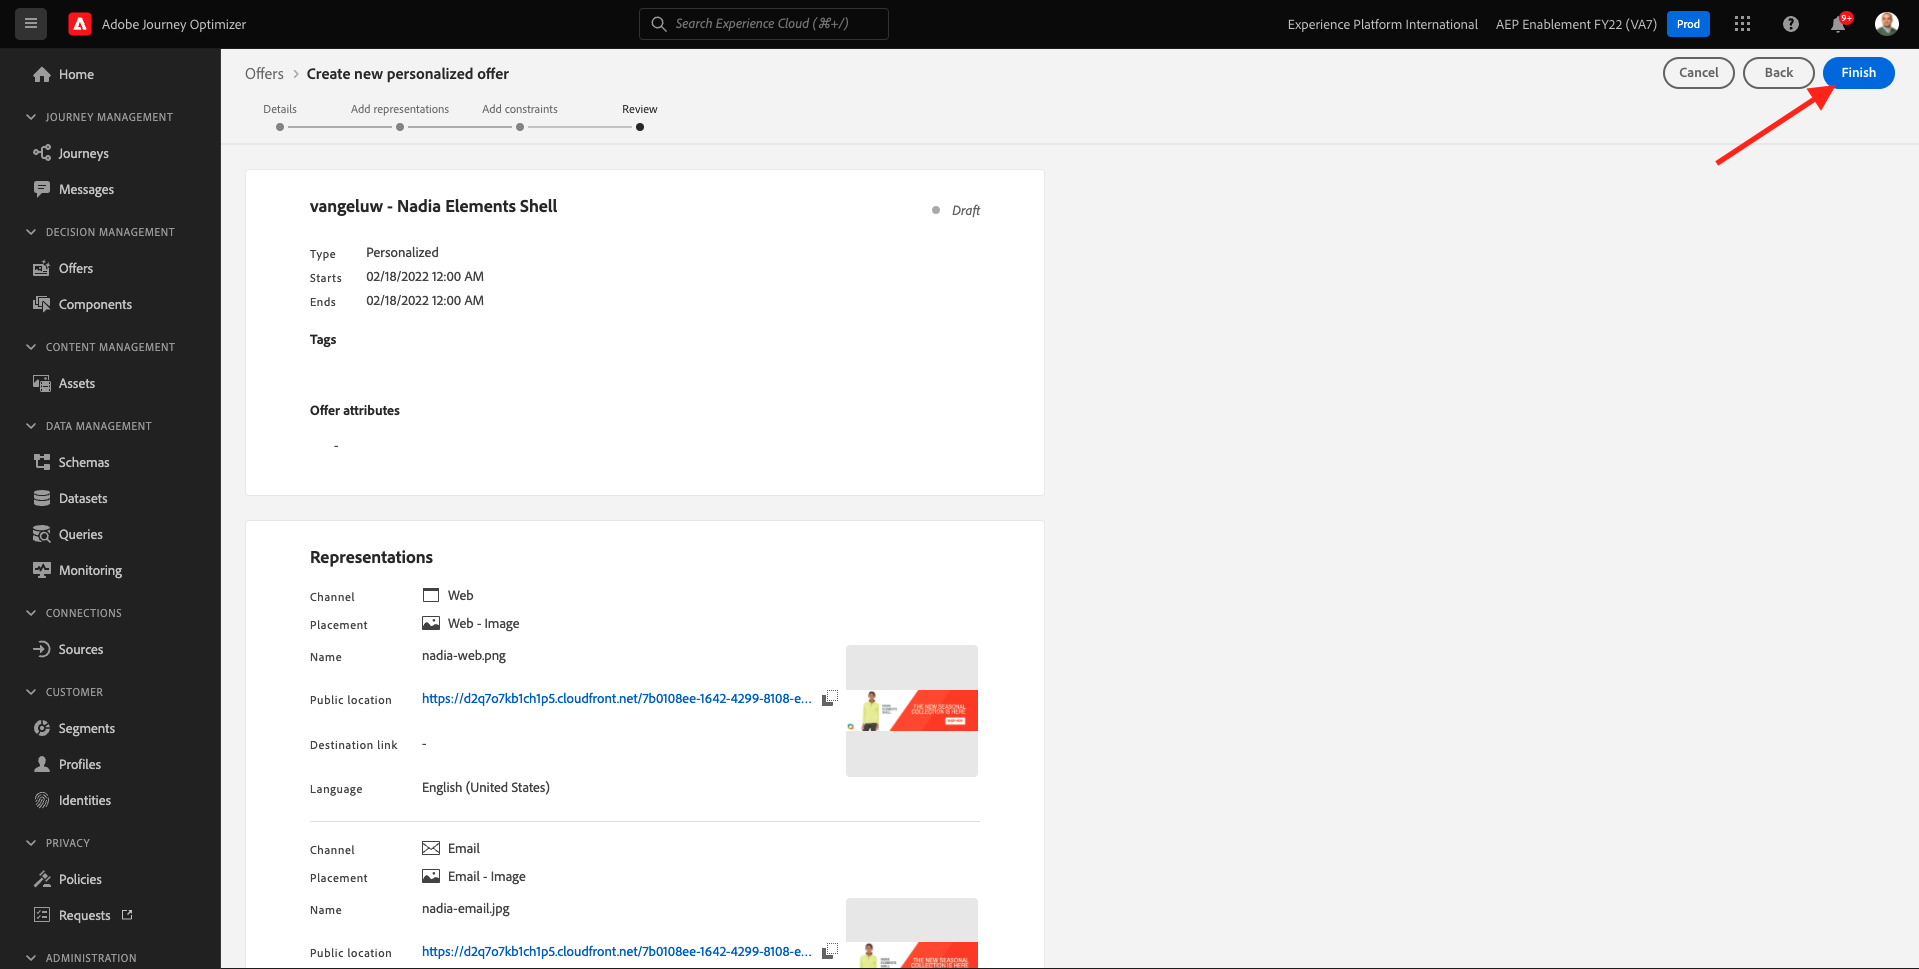 Adobe Journey Optimizer
Search Experience Cloud (⌘+/)
Experience Platform International
AEP Enablement FY22 (VA7)
Prod
9+
Home
JOURNEY MANAGEMENT
Journeys
Messages
DECISION MANAGEMENT
Offers
Components
CONTENT MANAGEMENT
Assets
DATA MANAGEMENT
Schemas
Datasets
Queries
Monitoring
CONNECTIONS
Sources
CUSTOMER
Segments
Profiles
Identities
PRIVACY
Policies
Requests
ADMINISTRATION
Offers > Create new personalized offer
Cancel
Back
Finish
Details
Add representations
Add constraints
Review
vangeluw - Nadia Elements Shell
Draft
Type Personalized
Starts 02/18/2022 12:00 AM
Ends 02/18/2022 12:00 AM
Tags
Offer attributes
-
Representations
Channel Web
Placement Web - Image
Name nadia-web.png
Public location https://d2q7o7kb1ch1p5.cloudfront.net/7b0108ee-1642-4299-8108-e...
THE NEW SEASONAL
COLLECTION IS HERE
Destination link -
Language English (United States)
Channel Email
Placement Email - Image
Name nadia-email.jpg
Public location https://d2q7o7kb1ch1p5.cloudfront.net/7b0108ee-1642-4299-8108-e...
THE NEW SEASONAL
COLLECTION IS HERE